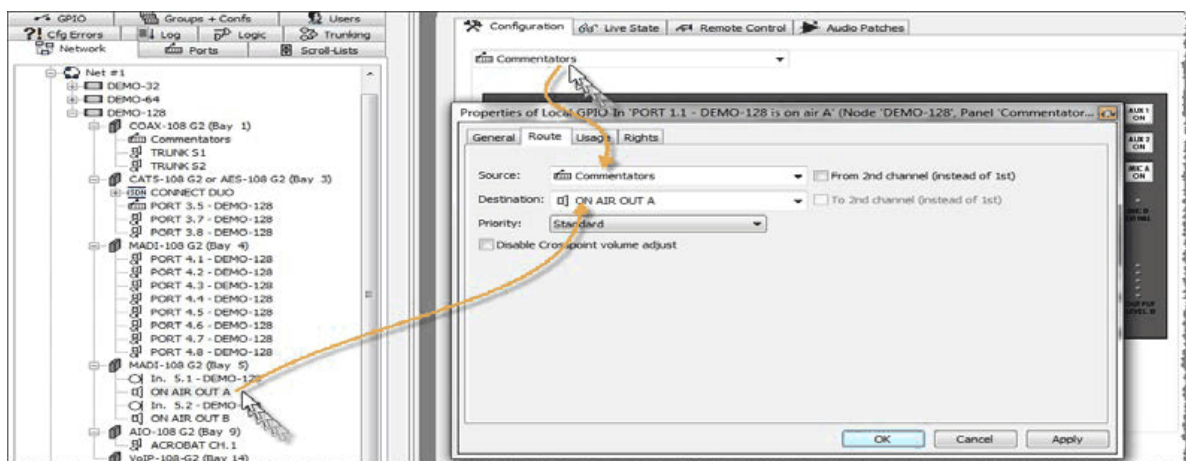 GPIO
Groups + Confs
Users
?! Cfg Errors
Log
Logic
Trunking
Network
Ports
Scroll-Lists
Net #1
DEMO-32
DEMO-64
DEMO-128
COAX-108 G2 (Bay 1)
Commentators
TRUNK S1
TRUNK S2
CAT5-108 G2 or AES-108 G2 (Bay 3)
ISDN CONNECT DUO
PORT 3.5 - DEMO-128
PORT 3.7 - DEMO-128
PORT 3.8 - DEMO-128
MADI-108 G2 (Bay 4)
PORT 4.1 - DEMO-128
PORT 4.2 - DEMO-128
PORT 4.3 - DEMO-128
PORT 4.4 - DEMO-128
PORT 4.5 - DEMO-128
PORT 4.6 - DEMO-128
PORT 4.7 - DEMO-128
PORT 4.8 - DEMO-128
MADI-108 G2 (Bay 5)
In. 5.1 - DEMO-128
ON AIR OUT A
In. 5.2 - DEMO
ON AIR OUT B
AIO-108 G2 (Bay 9)
ACROBAT CH.1
VoIP-108-G2 (Bay 14)
Configuration
Live State
Remote Control
Audio Patches
Commentators
Properties of Local GPIO In 'PORT 1.1 - DEMO-128 is on air A' (Node 'DEMO-128', Panel 'Commentator...
General
Route
Usage
Rights
Source:
Commentators
From 2nd channel (instead of 1st)
Destination:
ON AIR OUT A
To 2nd channel (instead of 1st)
Priority:
Standard
Disable Crosspoint volume adjust
OK
Cancel
Apply
AUX 1
ON
AUX 2
ON
MIC A
ON
LEVEL B